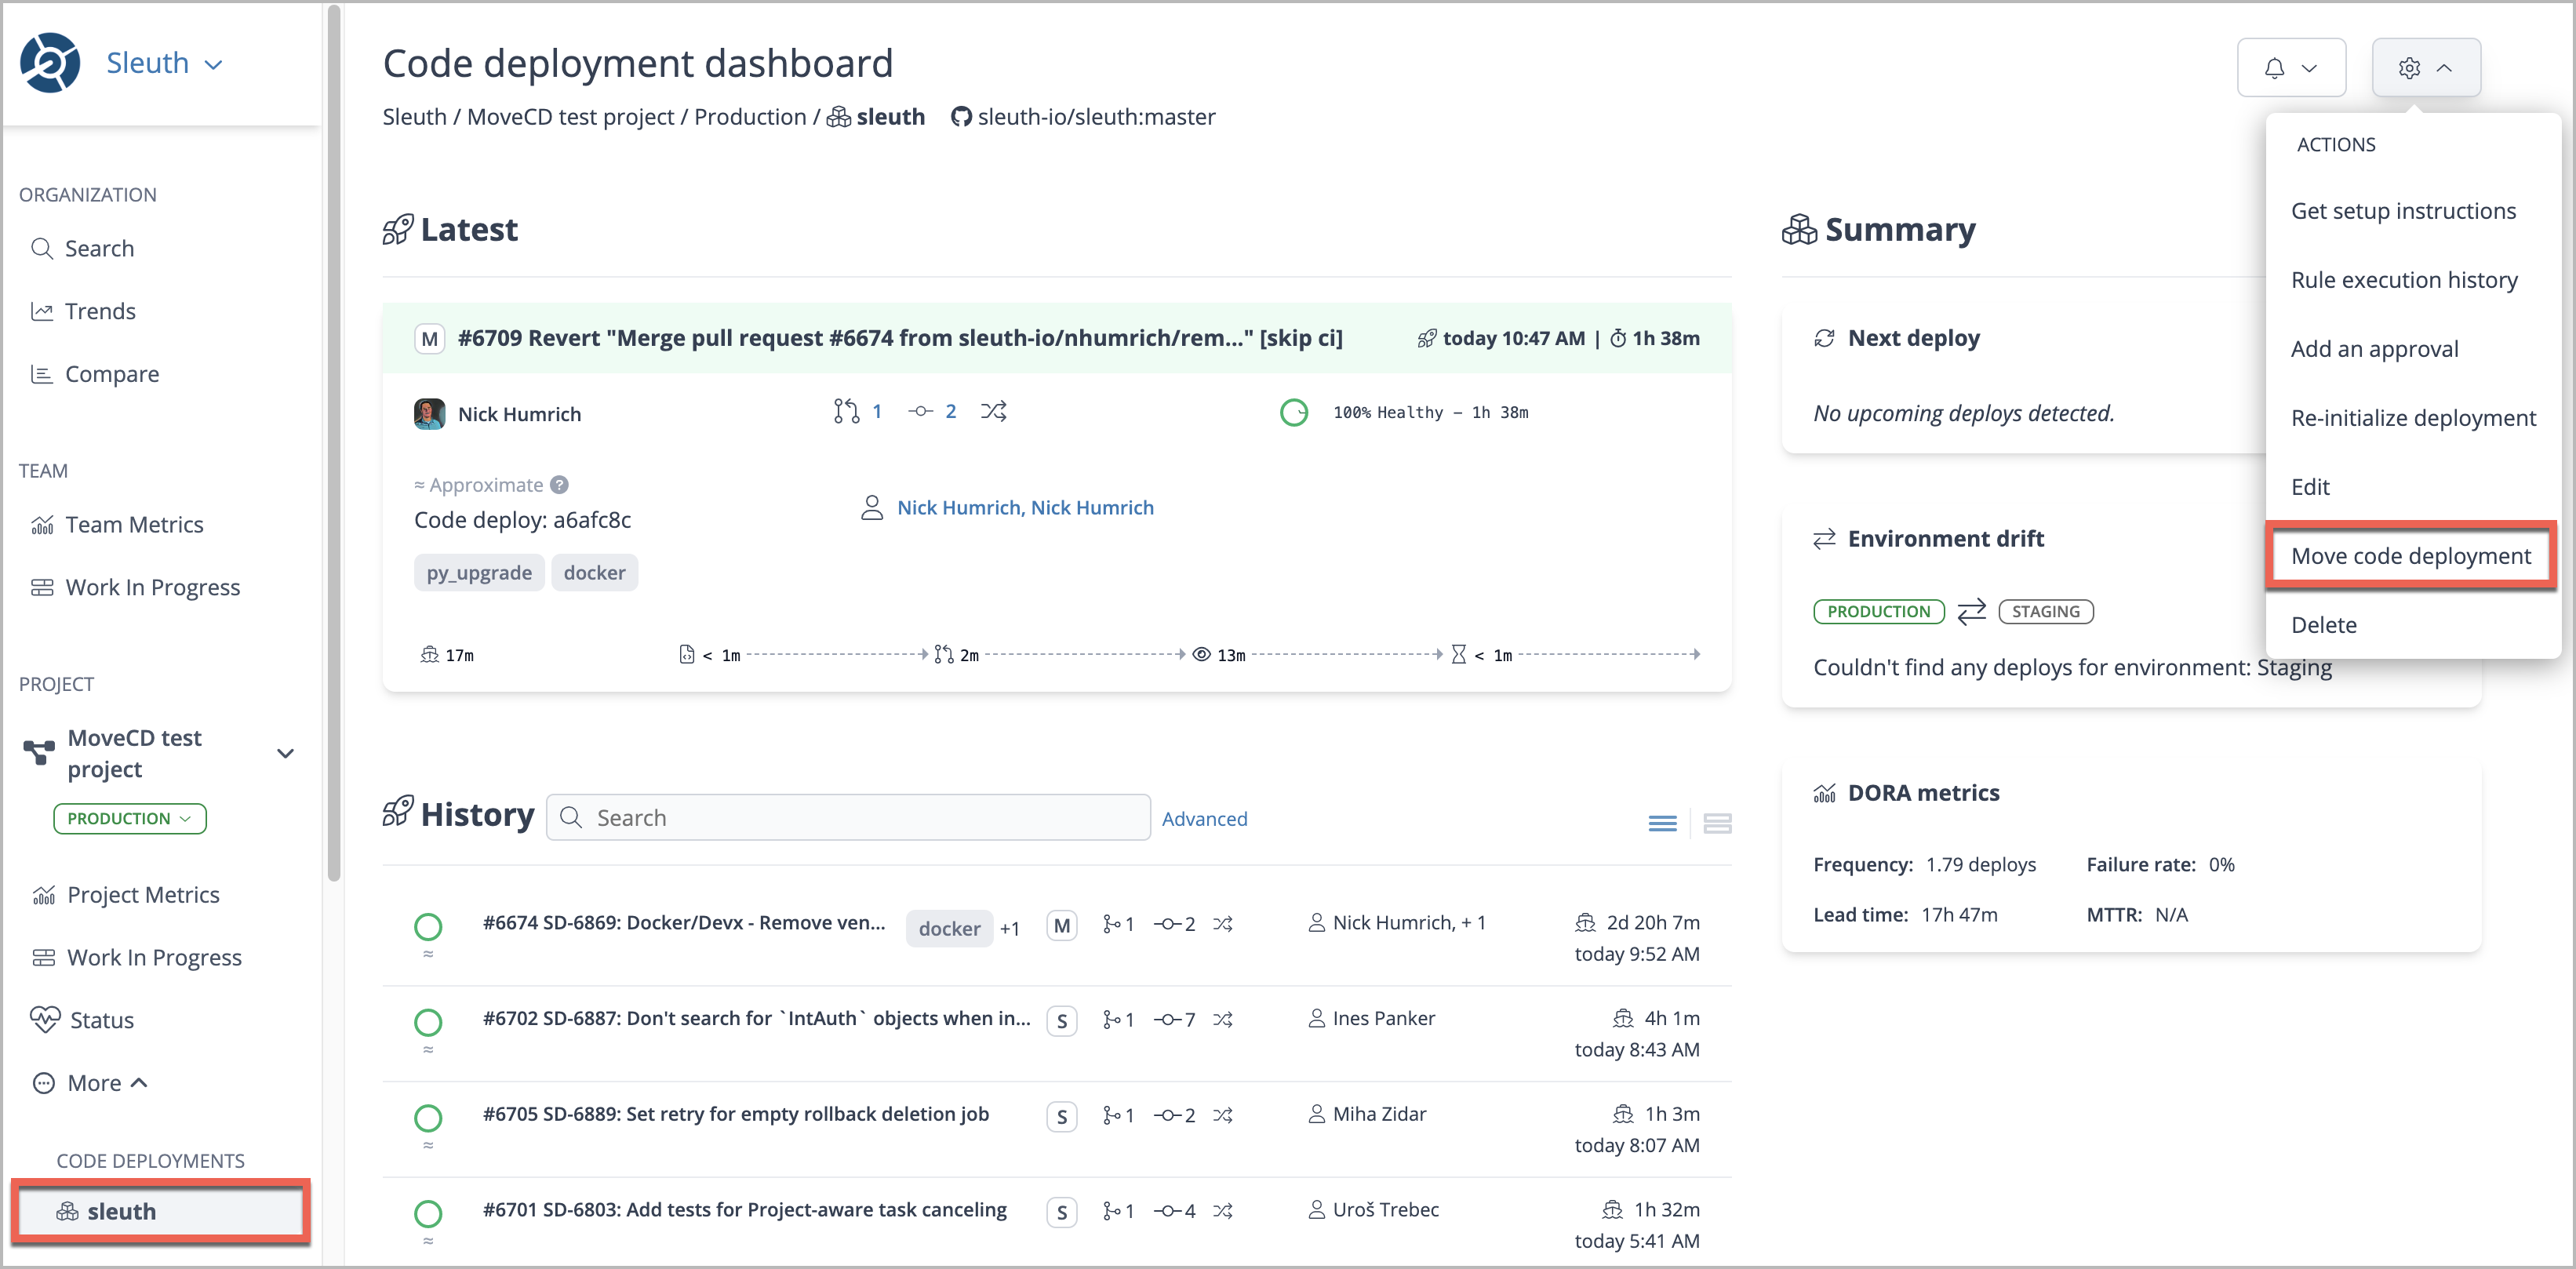 Sleuth
ORGANIZATION
Search
Trends
Compare
TEAM
Team Metrics
Work In Progress
PROJECT
MoveCD test
project
PRODUCTION
Project Metrics
Work In Progress
Status
More
CODE DEPLOYMENTS
sleuth
Code deployment dashboard
Sleuth / MoveCD test project / Production / sleuth sleuth-io/sleuth:master
Latest
M #6709 Revert "Merge pull request #6674 from sleuth-io/nhumrich/rem..." [skip ci] today 10:47 AM | 1h 38m
Nick Humrich 1 2 100% Healthy – 1h 38m
≈ Approximate ?
Code deploy: a6afc8c
Nick Humrich, Nick Humrich
py_upgrade docker
17m < 1m 2m 13m < 1m
History Search Advanced
#6674 SD-6869: Docker/Devx - Remove ven... docker +1 M 1 2 Nick Humrich, + 1 2d 20h 7m
≈ today 9:52 AM
#6702 SD-6887: Don't search for `IntAuth` objects when in... S 1 7 Ines Panker 4h 1m
≈ today 8:43 AM
#6705 SD-6889: Set retry for empty rollback deletion job S 1 2 Miha Zidar 1h 3m
≈ today 8:07 AM
#6701 SD-6803: Add tests for Project-aware task canceling S 1 4 Uroš Trebec 1h 32m
≈ today 5:41 AM
Summary
Next deploy
No upcoming deploys detected.
Environment drift
PRODUCTION STAGING
Couldn't find any deploys for environment: Staging
DORA metrics
Frequency: 1.79 deploys Failure rate: 0%
Lead time: 17h 47m MTTR: N/A
ACTIONS
Get setup instructions
Rule execution history
Add an approval
Re-initialize deployment
Edit
Move code deployment
Delete